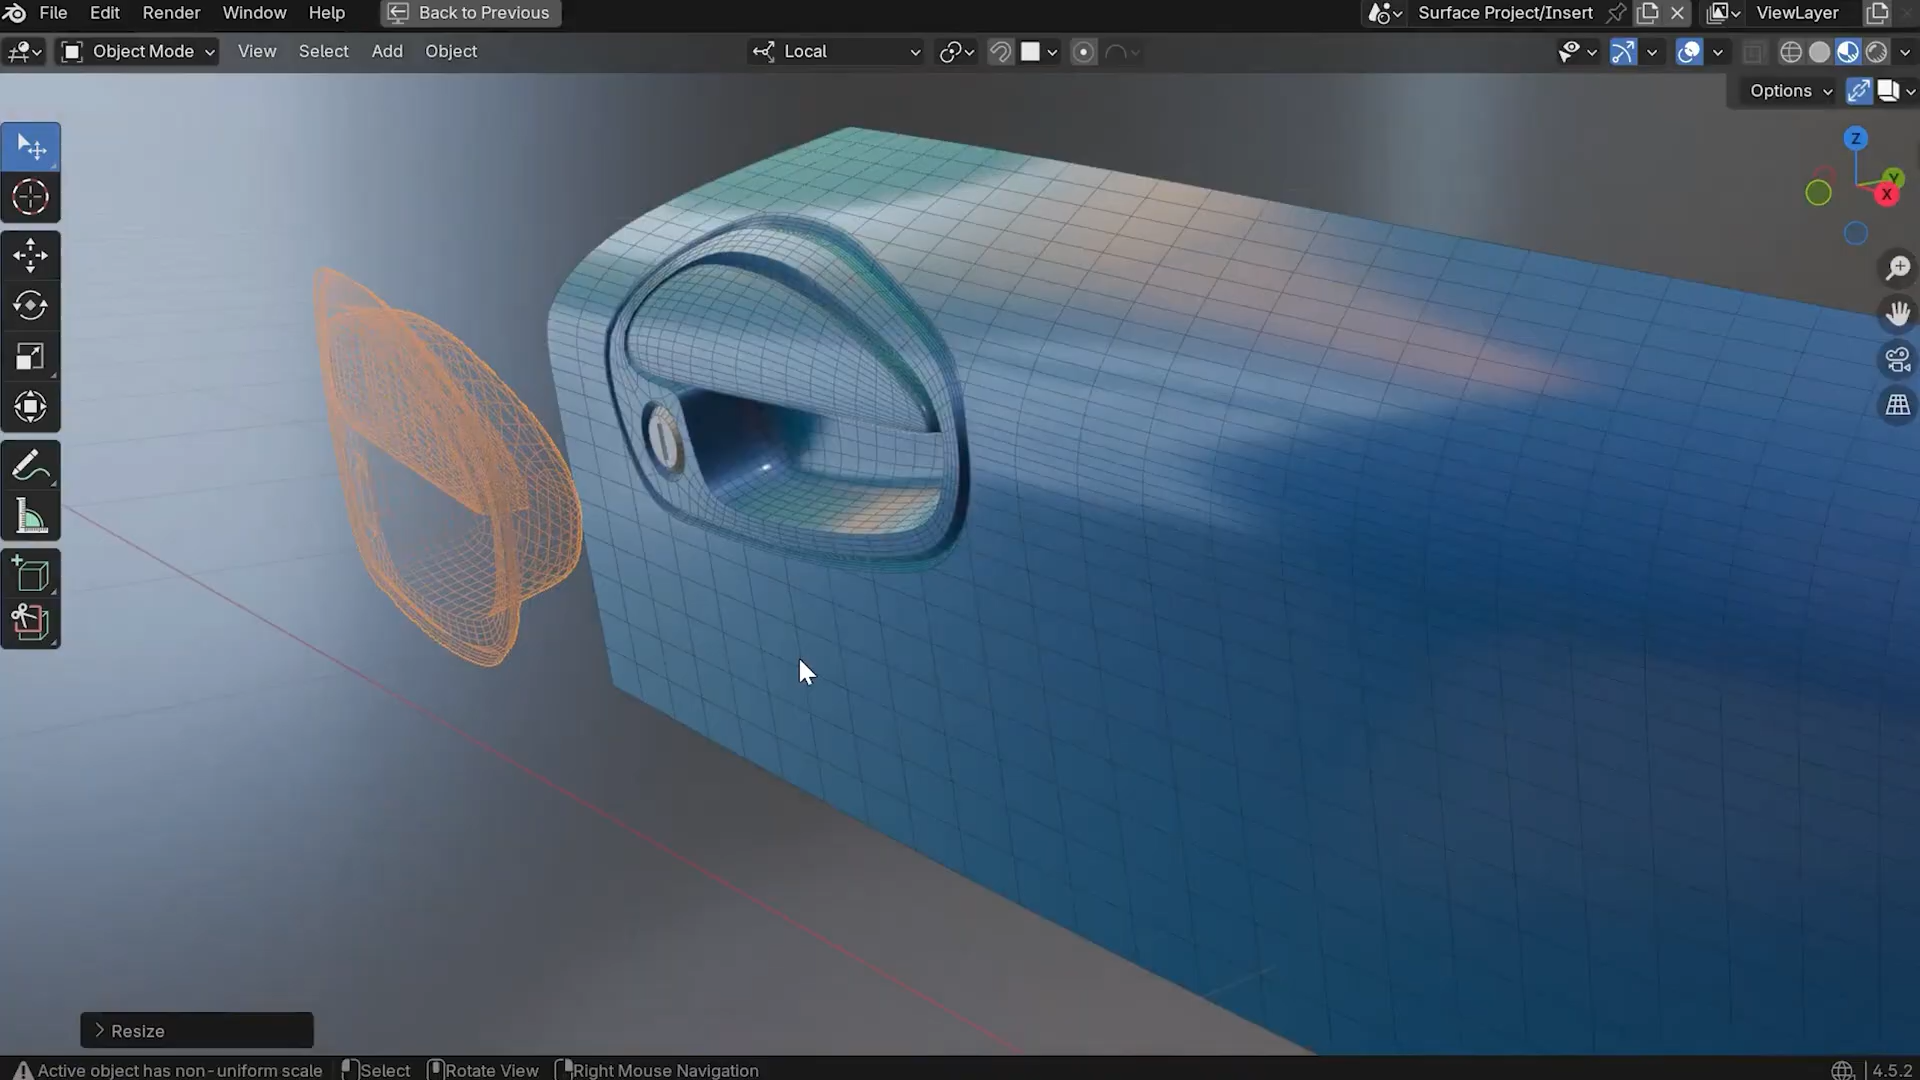 File Edit Render Window Help Back to Previous Surface Project/Insert ViewLayer
Object Mode View Select Add Object Local
Options
Z
Y
X
Resize
Active object has non-uniform scale Select Rotate View Right Mouse Navigation 4.5.2